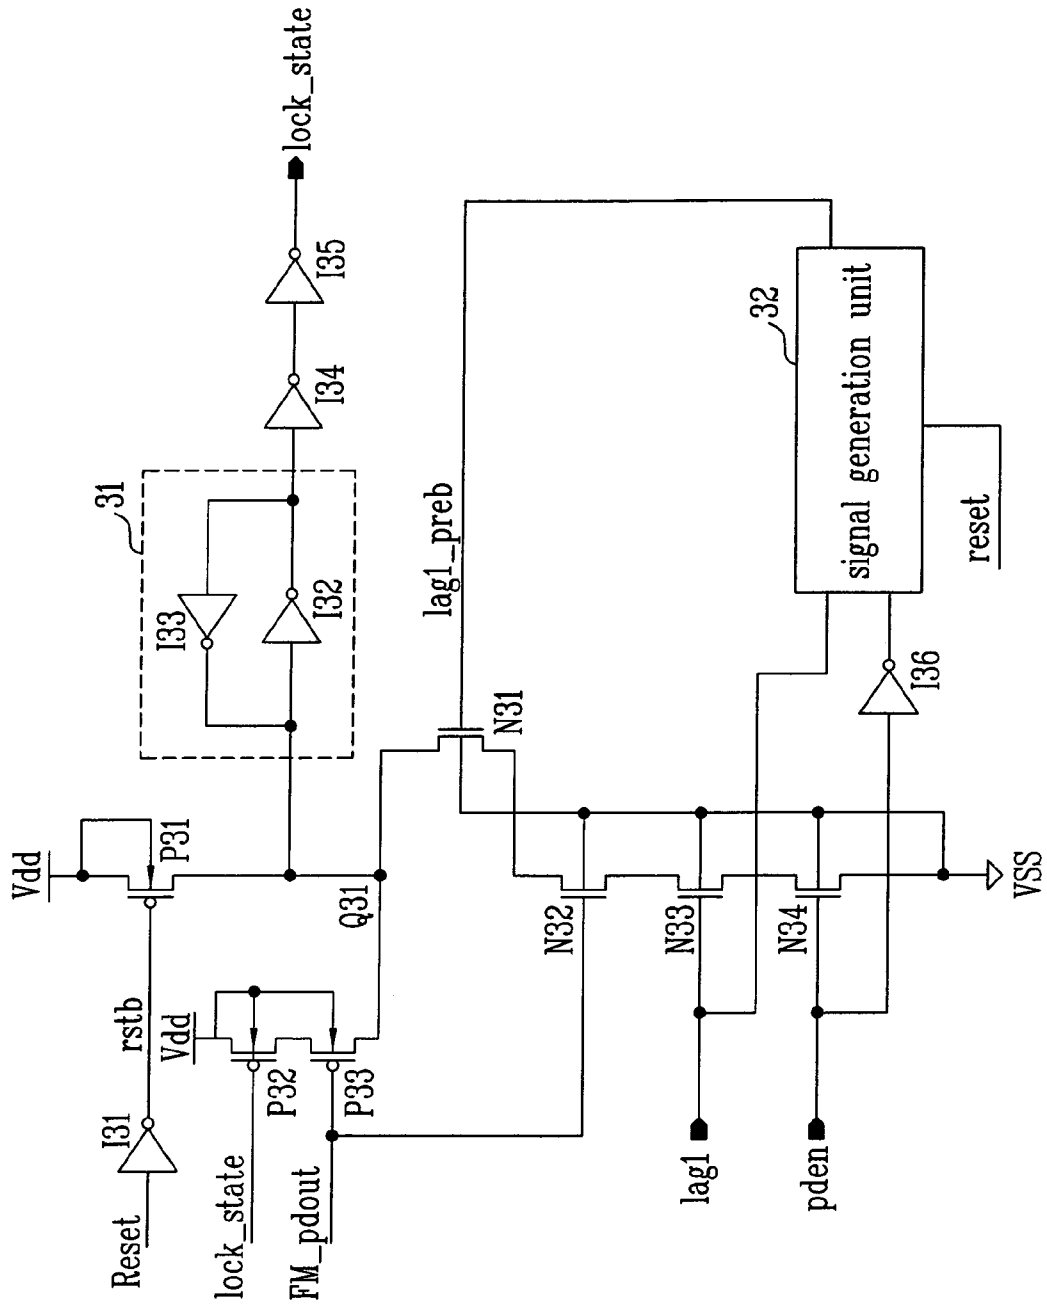 Reset
I31
rstb
Vdd
P31
31
I33
I32
I34
I35
lock_state
lock_state
Vdd
P32
FM_pdout
P33
Q31
lag1_preb
N31
N32
N33
N34
lag1
pden
I36
32
signal generation unit
reset
VSS